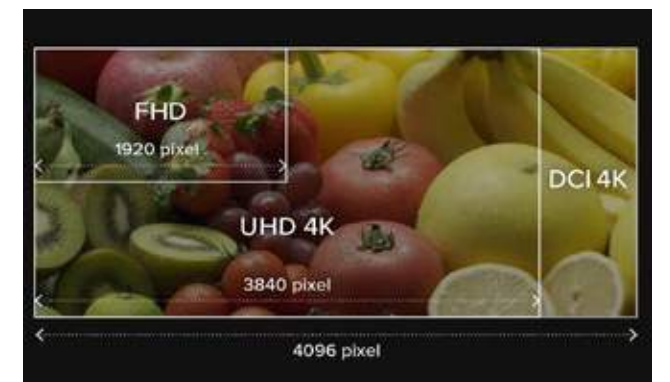 FHD
1920 pixel
DCI 4K
UHD 4K
3840 pixel
4096 pixel